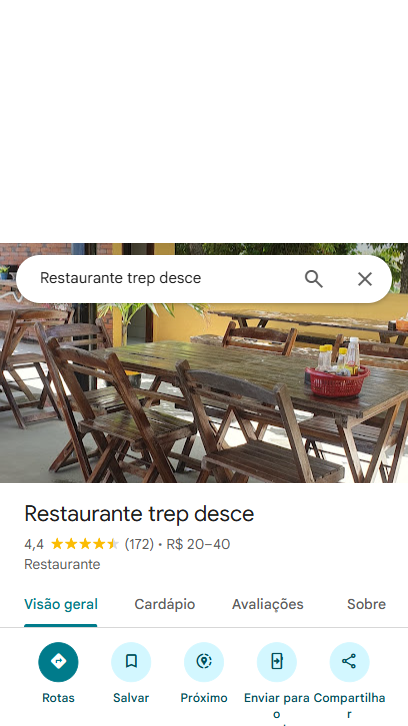 Restaurante trep desce
Restaurante trep desce
4,4 (172) • R$ 20–40
Restaurante
Visão geral Cardápio Avaliações Sobre
Rotas Salvar Próximo Enviar para o Compartilhar